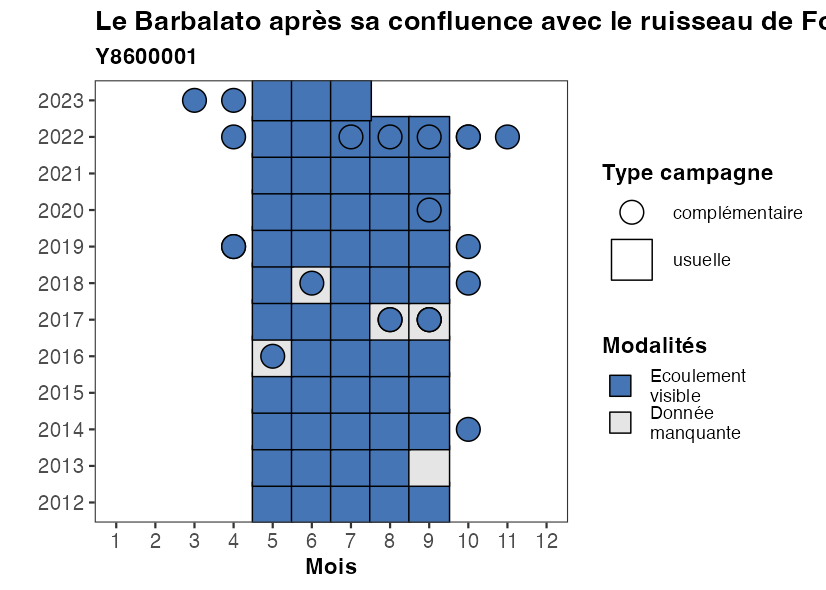 Le Barbalato après sa confluence avec le ruisseau de Fo
Y8600001
2023
2022
2021
2020
2019
2018
2017
2016
2015
2014
2013
2012
1 2 3 4 5 6 7 8 9 10 11 12
Mois
Type campagne
complémentaire
usuelle
Modalités
Ecoulement
visible
Donnée
manquante